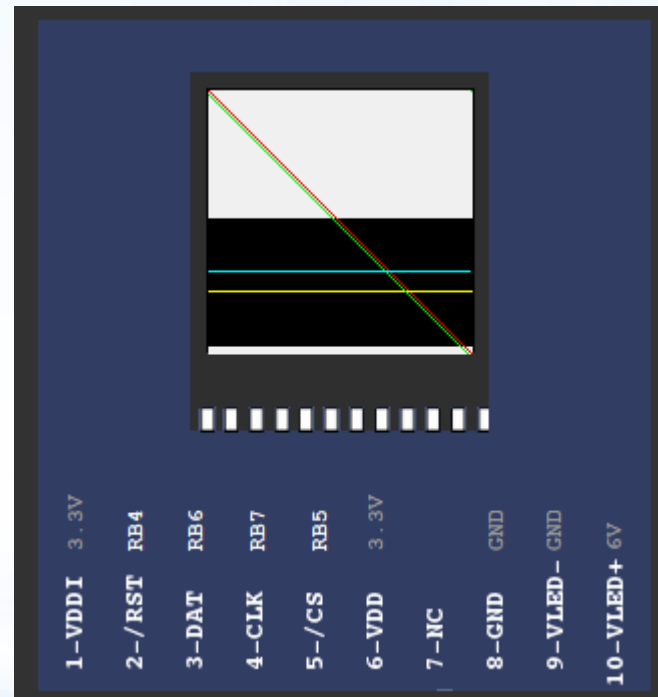 1-VDDI 3.3V
2-/RST RB4
3-DAT RB6
4-CLK RB7
5-/CS RB5
6-VDD 3.3V
7-NC
8-GND GND
9-VLED- GND
10-VLED+ 6V